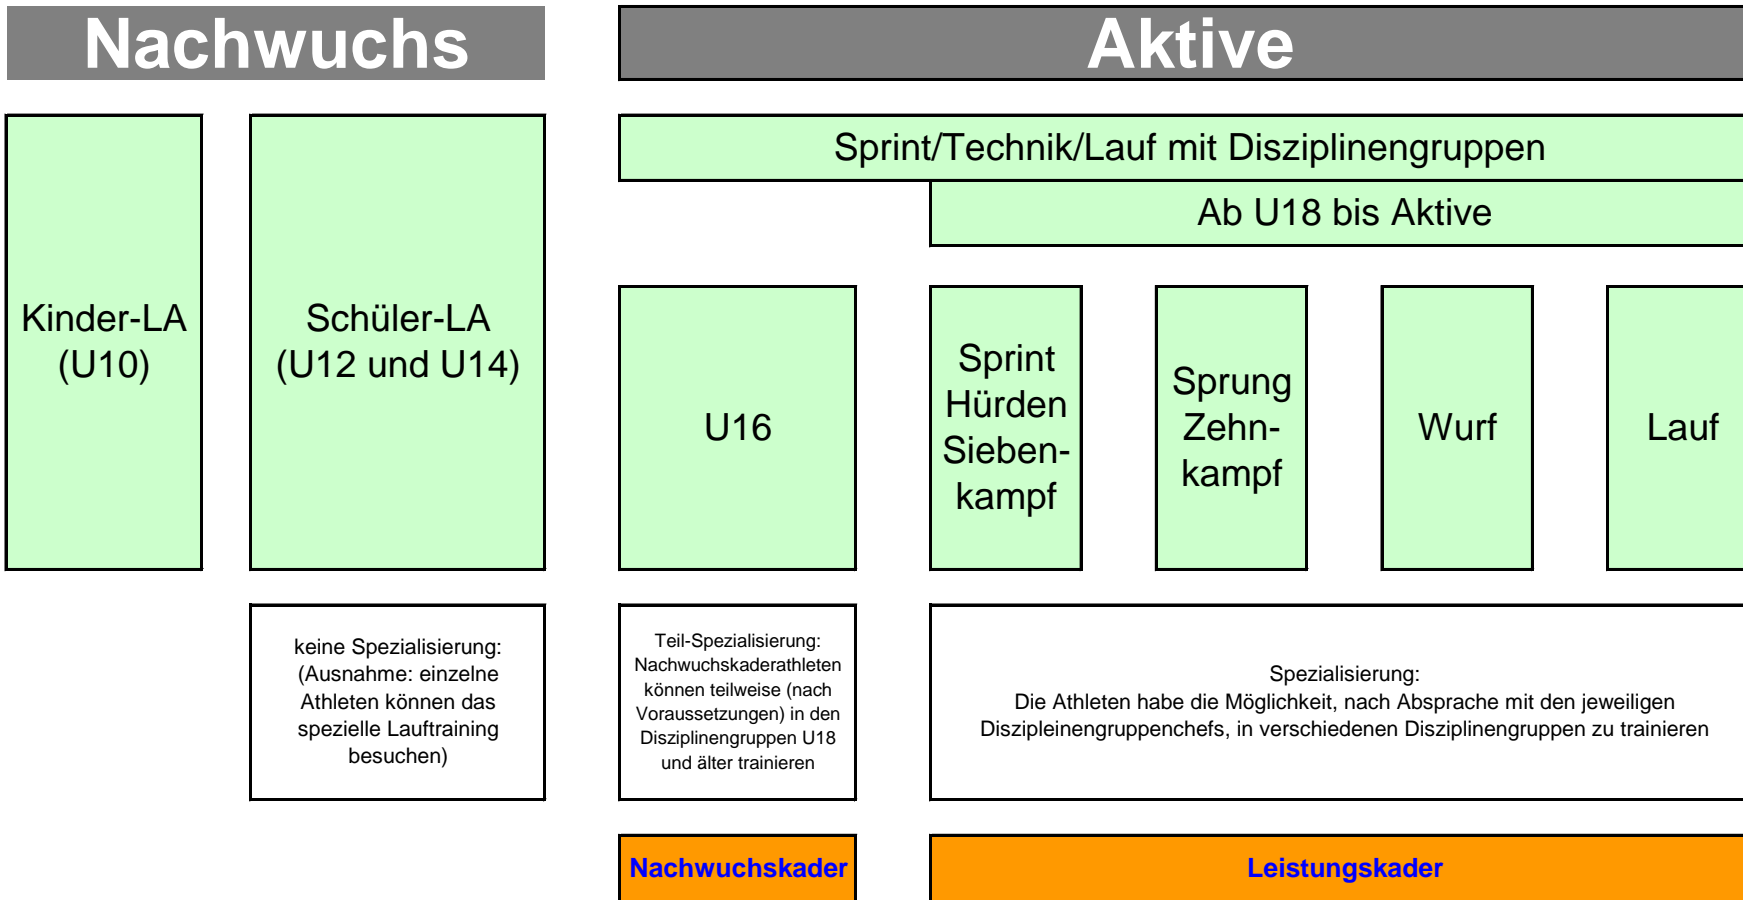 Nachwuchs
Aktive
Sprint/Technik/Lauf mit Disziplinengruppen
Ab U18 bis Aktive
Kinder-LA
(U10)
Schüler-LA
(U12 und U14)
U16
Sprint
Hürden
Sieben-
kampf
Sprung
Zehn-
kampf
Wurf
Lauf
keine Spezialisierung:
(Ausnahme: einzelne
Athleten können das
spezielle Lauftraining
besuchen)
Teil-Spezialisierung:
Nachwuchskaderathleten
können teilweise (nach
Voraussetzungen) in den
Disziplinengruppen U18
und älter trainieren
Spezialisierung:
Die Athleten habe die Möglichkeit, nach Absprache mit den jeweiligen
Diszipleinengruppenchefs, in verschiedenen Disziplinengruppen zu trainieren
Nachwuchskader
Leistungskader